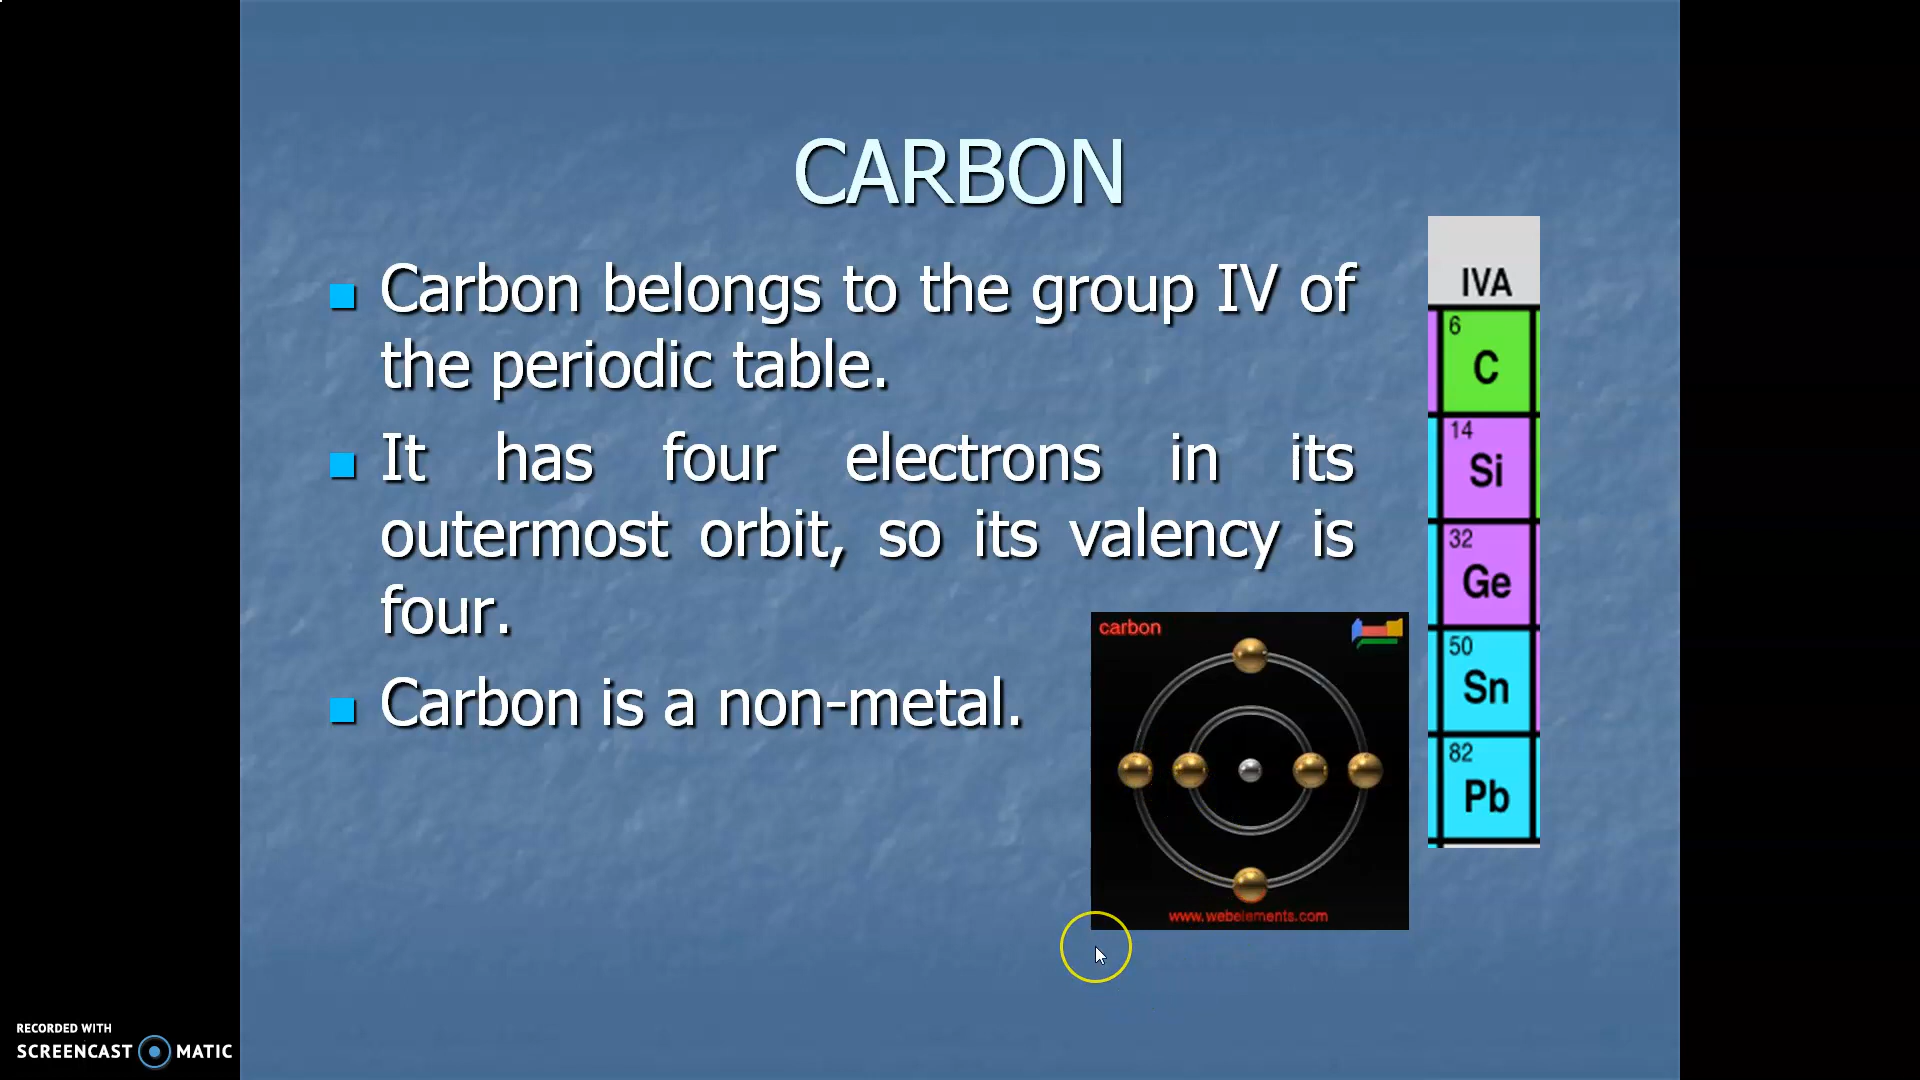 CARBON
Carbon belongs to the group IV of
the periodic table.
It has four electrons in its
outermost orbit, so its valency is
four.
Carbon is a non-metal.
carbon
www.webelements.com
IVA
6
C
14
Si
32
Ge
50
Sn
82
Pb
RECORDED WITH
SCREENCAST MATIC